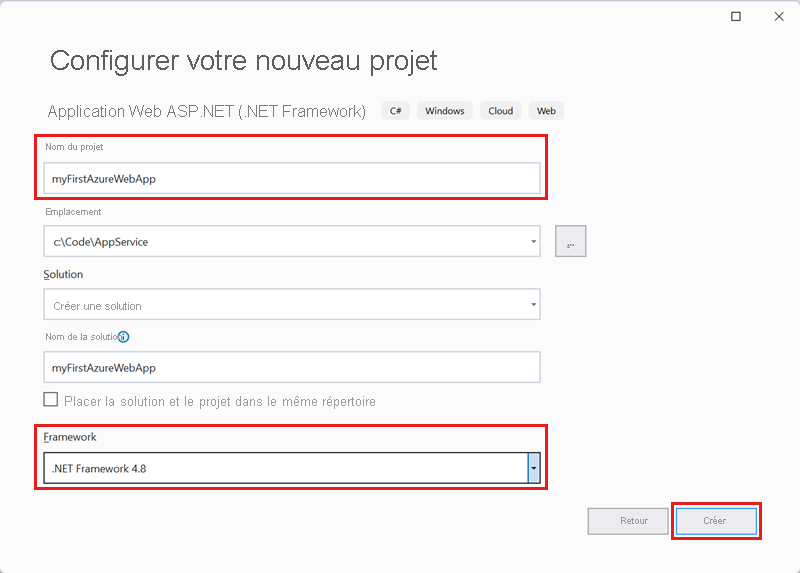 Configurer votre nouveau projet
Application Web ASP.NET (.NET Framework) C# Windows Cloud Web
Nom du projet
myFirstAzureWebApp
Emplacement
c:\Code\AppService
...
Solution
Créer une solution
Nom de la solution
myFirstAzureWebApp
Placer la solution et le projet dans le même répertoire
Framework
.NET Framework 4.8
Retour Créer